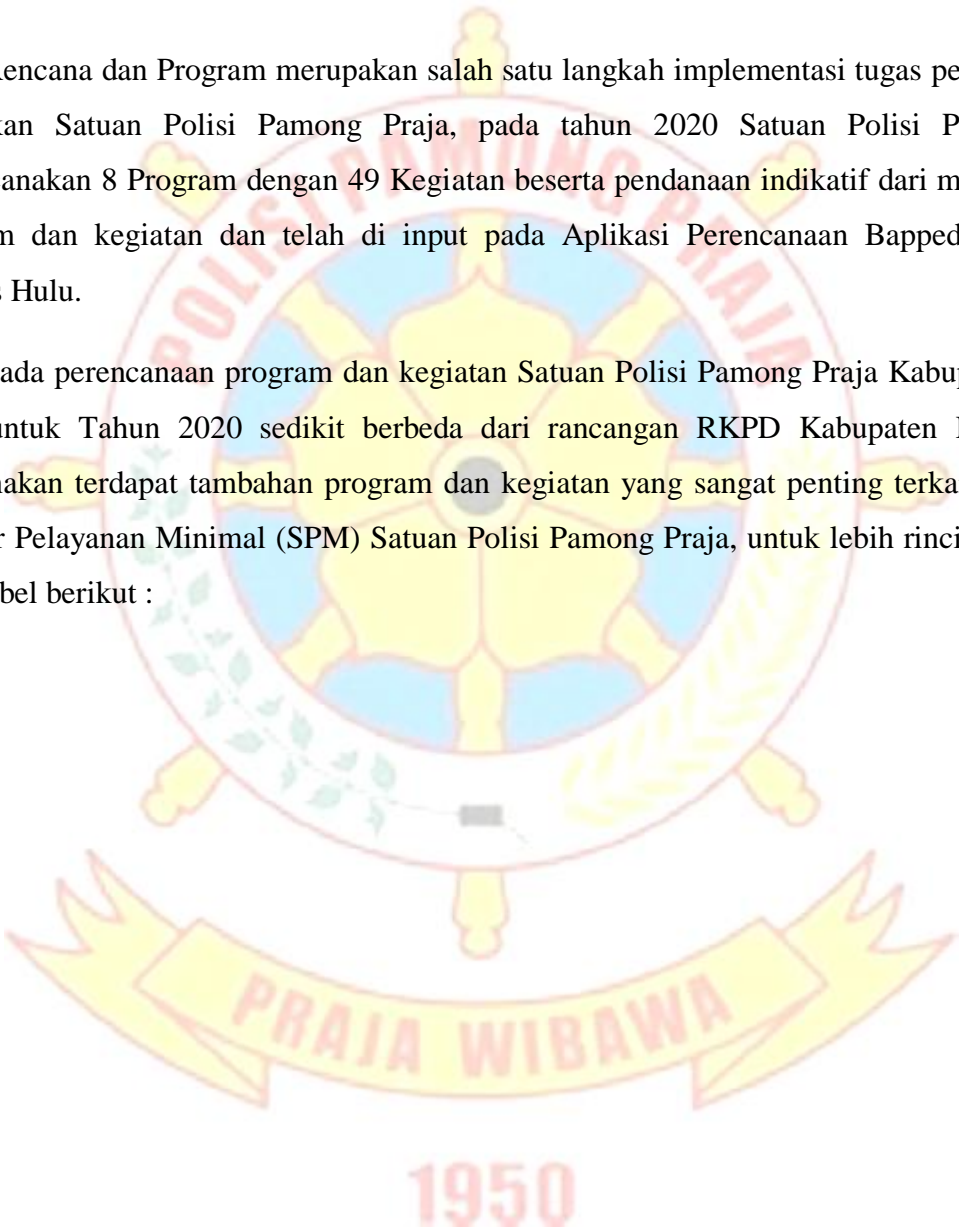 encana dan Program merupakan salah satu langkah implementasi tugas pe
kan Satuan Polisi Pamong Praja, pada tahun 2020 Satuan Polisi P
anakan 8 Program dengan 49 Kegiatan beserta pendanaan indikatif dari m
m dan kegiatan dan telah di input pada Aplikasi Perencanaan Bapped
s Hulu.
ada perencanaan program dan kegiatan Satuan Polisi Pamong Praja Kabup
untuk Tahun 2020 sedikit berbeda dari rancangan RKPD Kabupaten
nakan terdapat tambahan program dan kegiatan yang sangat penting terka
r Pelayanan Minimal (SPM) Satuan Polisi Pamong Praja, untuk lebih rinci
bel berikut :
POLISI PAMONG PRAJA
PRAJA WIBAWA
1950